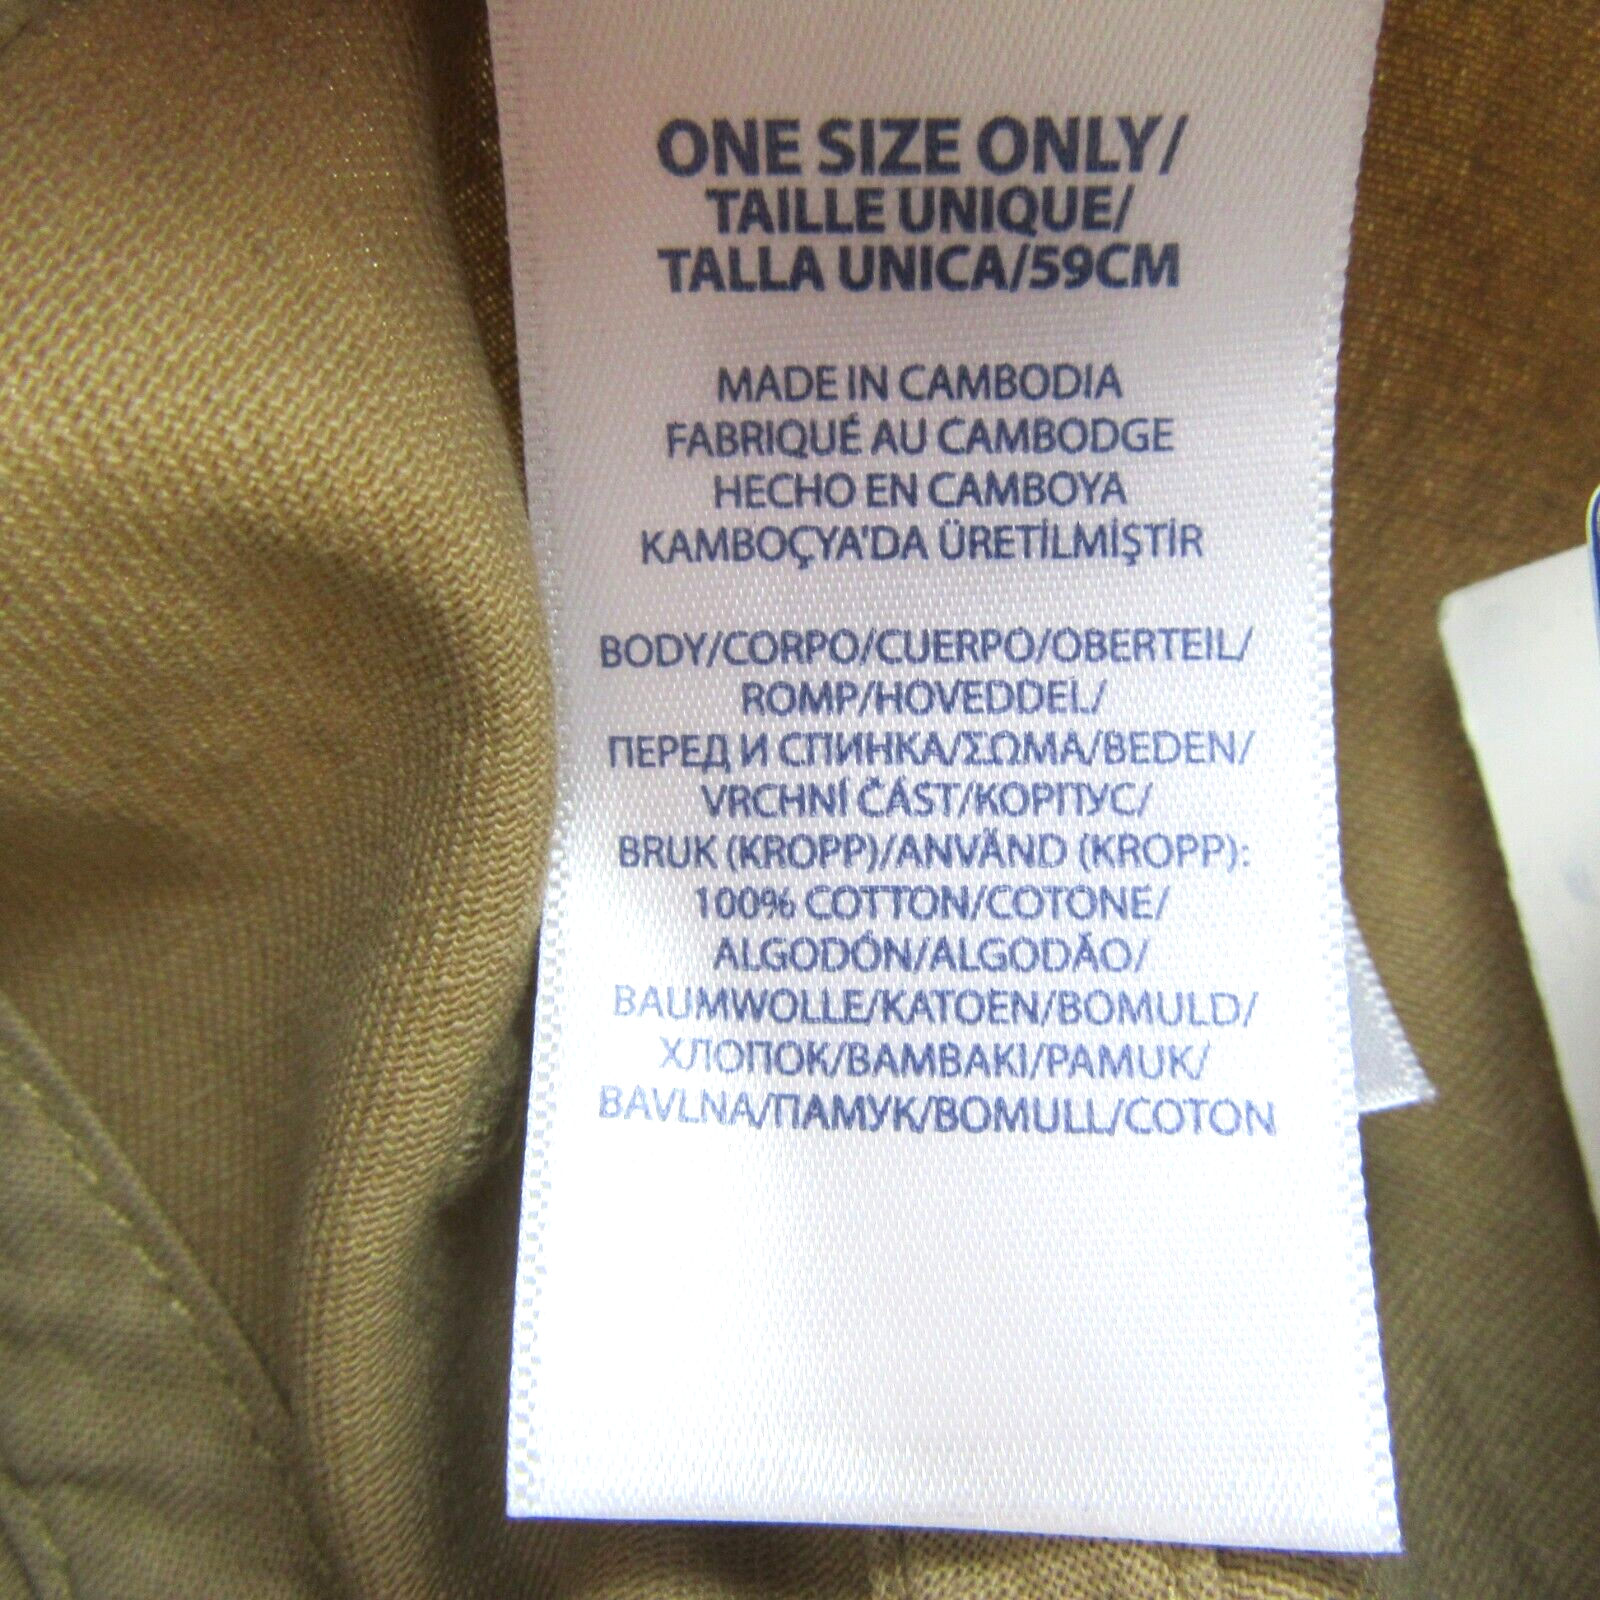 ONE SIZE ONLY/
TAILLE UNIQUE/
TALLA UNICA/59CM
MADE IN CAMBODIA
FABRIQUÉ AU CAMBODGE
HECHO EN CAMBOYA
KAMBOÇYA'DA ÜRETİLMİŞTİR
BODY/CORPO/CUERPO/OBERTEIL/
ROMP/HOVEDDEL/
ПЕРЕД И СПИНКА/ΣΩΜΑ/BEDEN/
VRCHNÍ ČÁST/КОРПУС/
BRUK (KROPP)/ANVÄND (KROPP):
100% COTTON/COTONE/
ALGODÓN/ALGODÃO/
BAUMWOLLE/KATOEN/BOMULD/
ХЛОПОК/BAMBAKI/PAMUK/
BAVLNA/ПАМУК/BOMULL/COTON